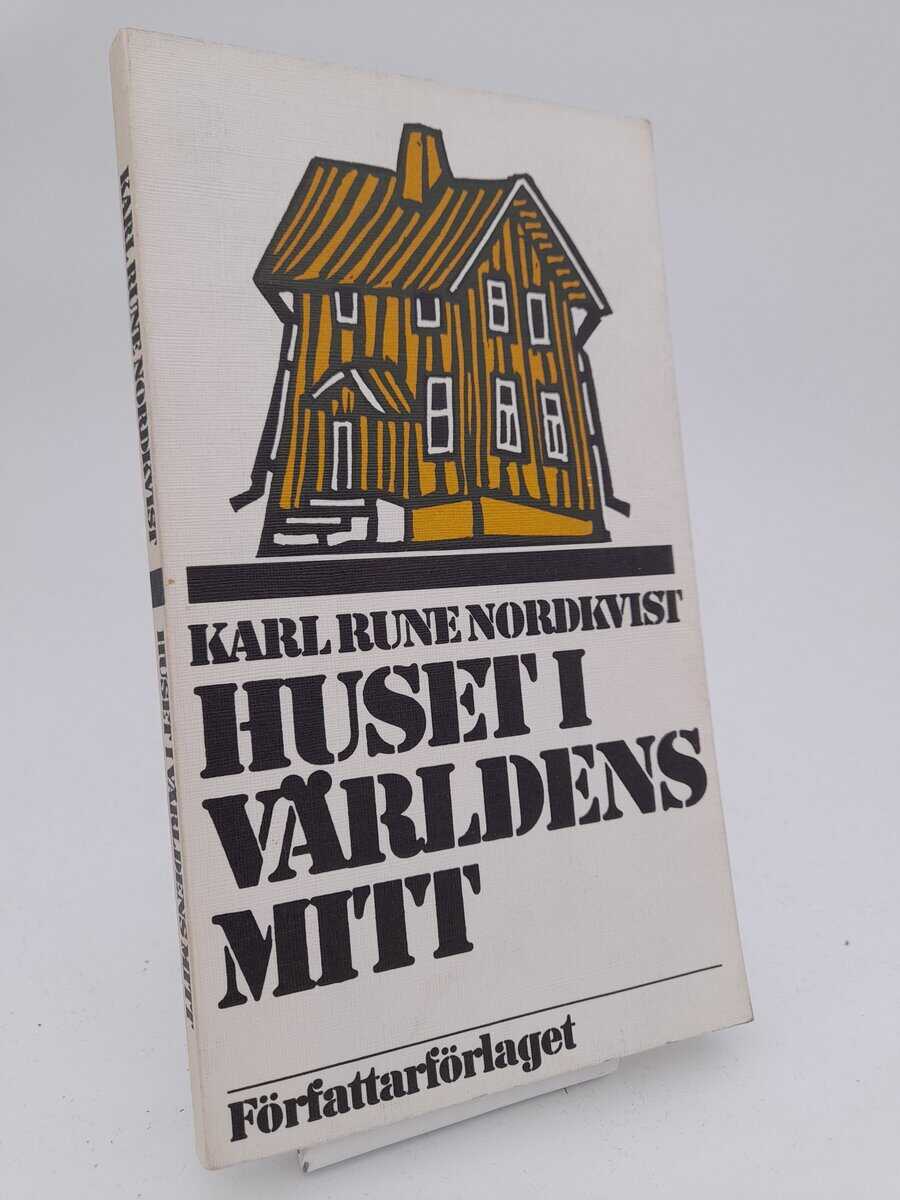 KARL RUNE NORDKVIST
HUSET I
VÄRLDENS
MITT
Författarförlaget
KARL RUNE NORDKVIST HUSET I VÄRLDENS MITT